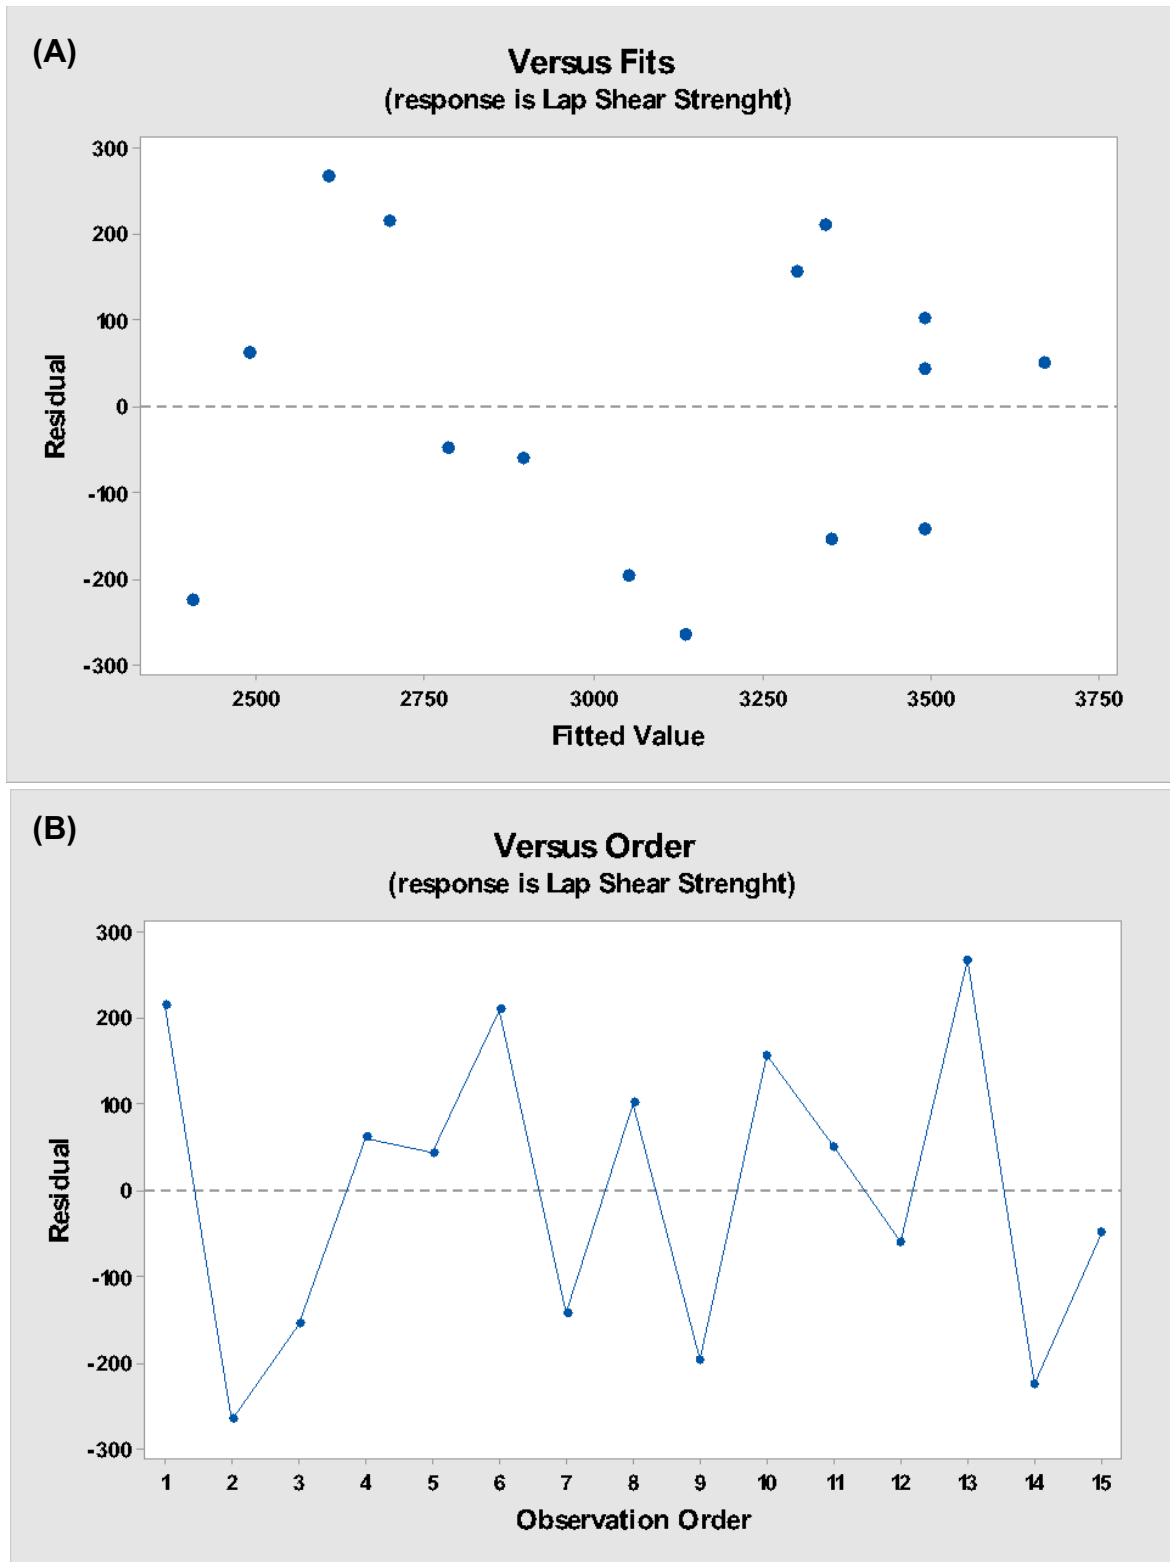 (A)
Versus Fits
(response is Lap Shear Strenght)
300
200
100
0
-100
-200
-300
Residual
2500 2750 3000 3250 3500 3750
Fitted Value
(B)
Versus Order
(response is Lap Shear Strenght)
300
200
100
0
-100
-200
-300
Residual
1 2 3 4 5 6 7 8 9 10 11 12 13 14 15
Observation Order